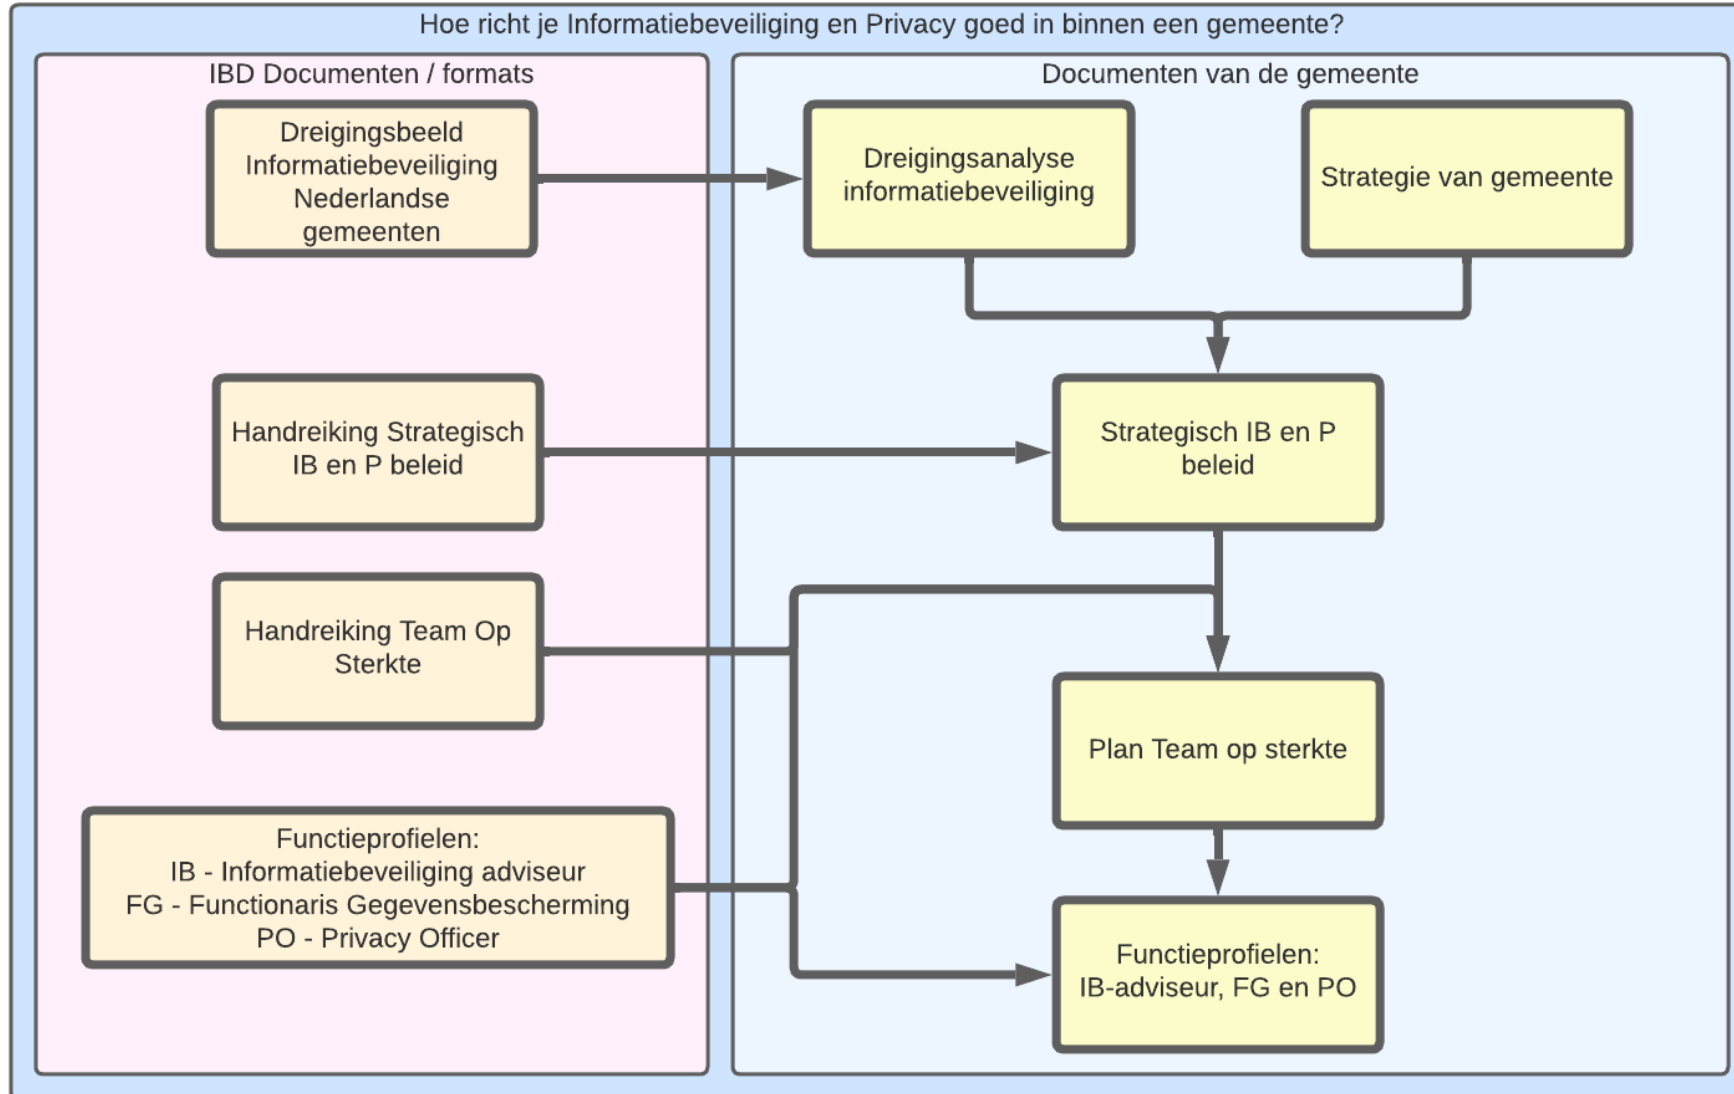 Hoe richt je Informatiebeveiliging en Privacy goed in binnen een gemeente?
IBD Documenten / formats
Dreigingsbeeld
Informatiebeveiliging
Nederlandse
gemeenten
Handreiking Strategisch
IB en P beleid
Handreiking Team Op
Sterkte
Functieprofielen:
IB - Informatiebeveiliging adviseur
FG - Functionaris Gegevensbescherming
PO - Privacy Officer
Documenten van de gemeente
Dreigingsanalyse
informatiebeveiliging
Strategie van gemeente
Strategisch IB en P
beleid
Plan Team op sterkte
Functieprofielen:
IB-adviseur, FG en PO